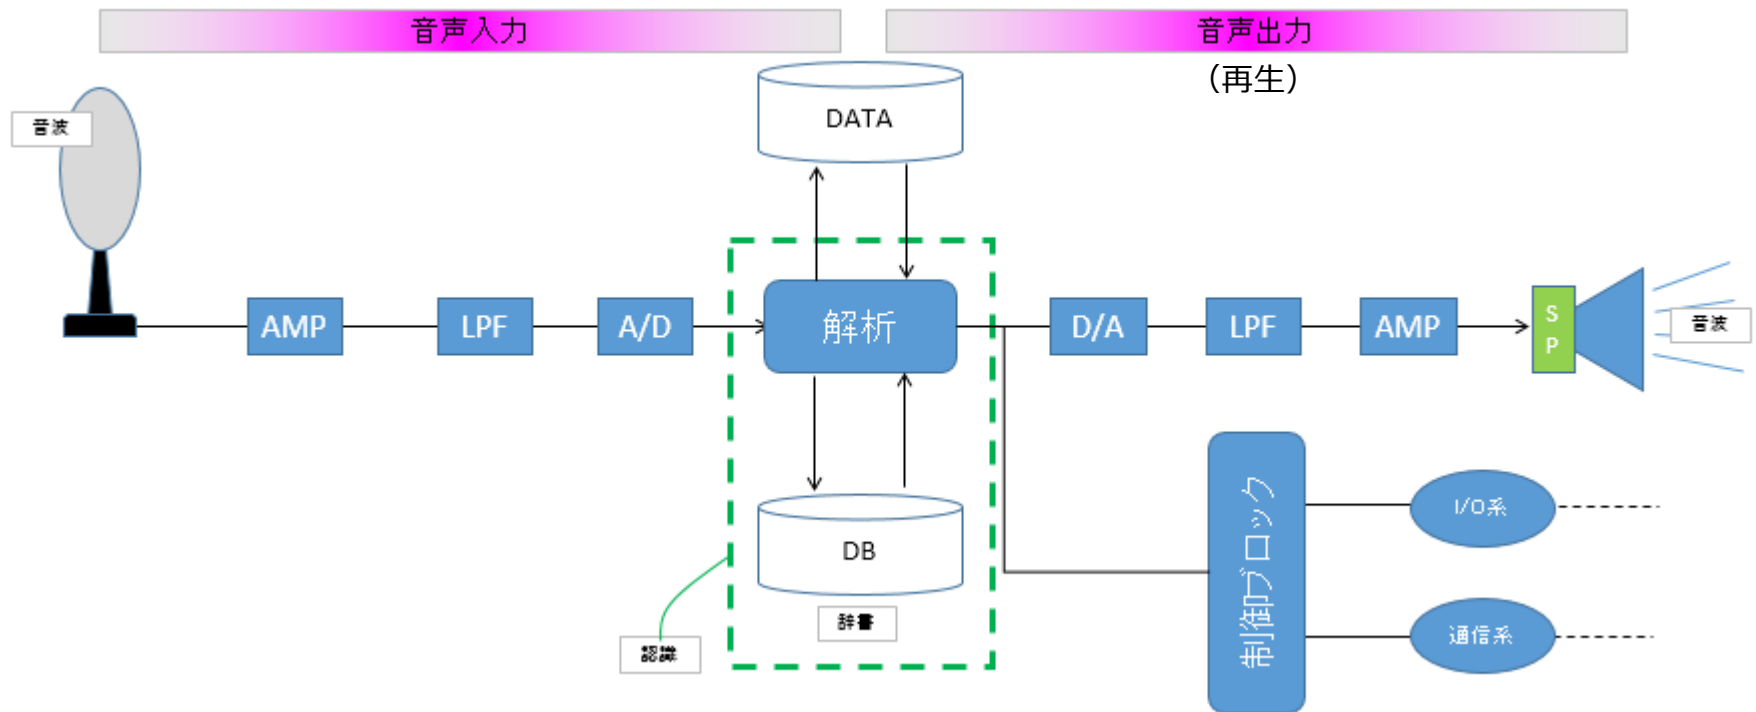 音声入力
音声出力
（再生）
音波
DATA
AMP
LPF
A/D
解析
D/A
LPF
AMP
SP
音波
DB
辞書
認識
制御ブロック
I/O系
通信系